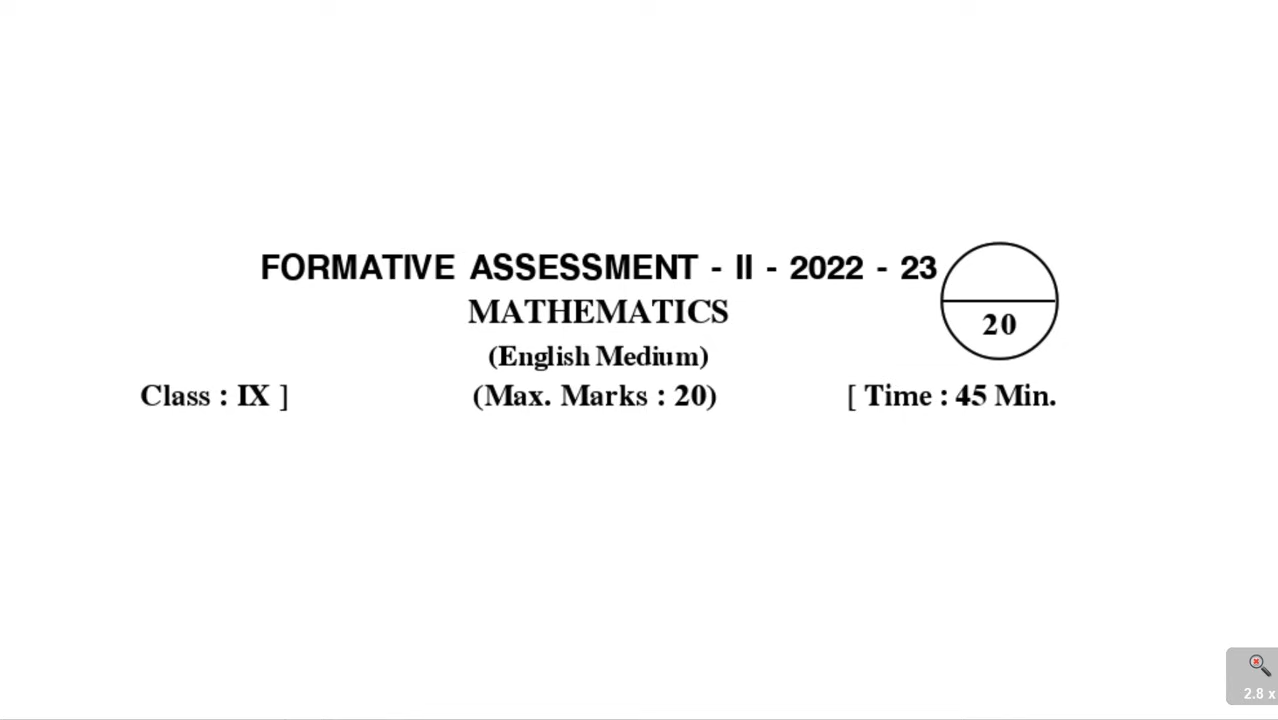 FORMATIVE ASSESSMENT - II - 2022 - 23
MATHEMATICS
20
(English Medium)
Class : IX ] (Max. Marks : 20) [ Time : 45 Min.
2.8 x